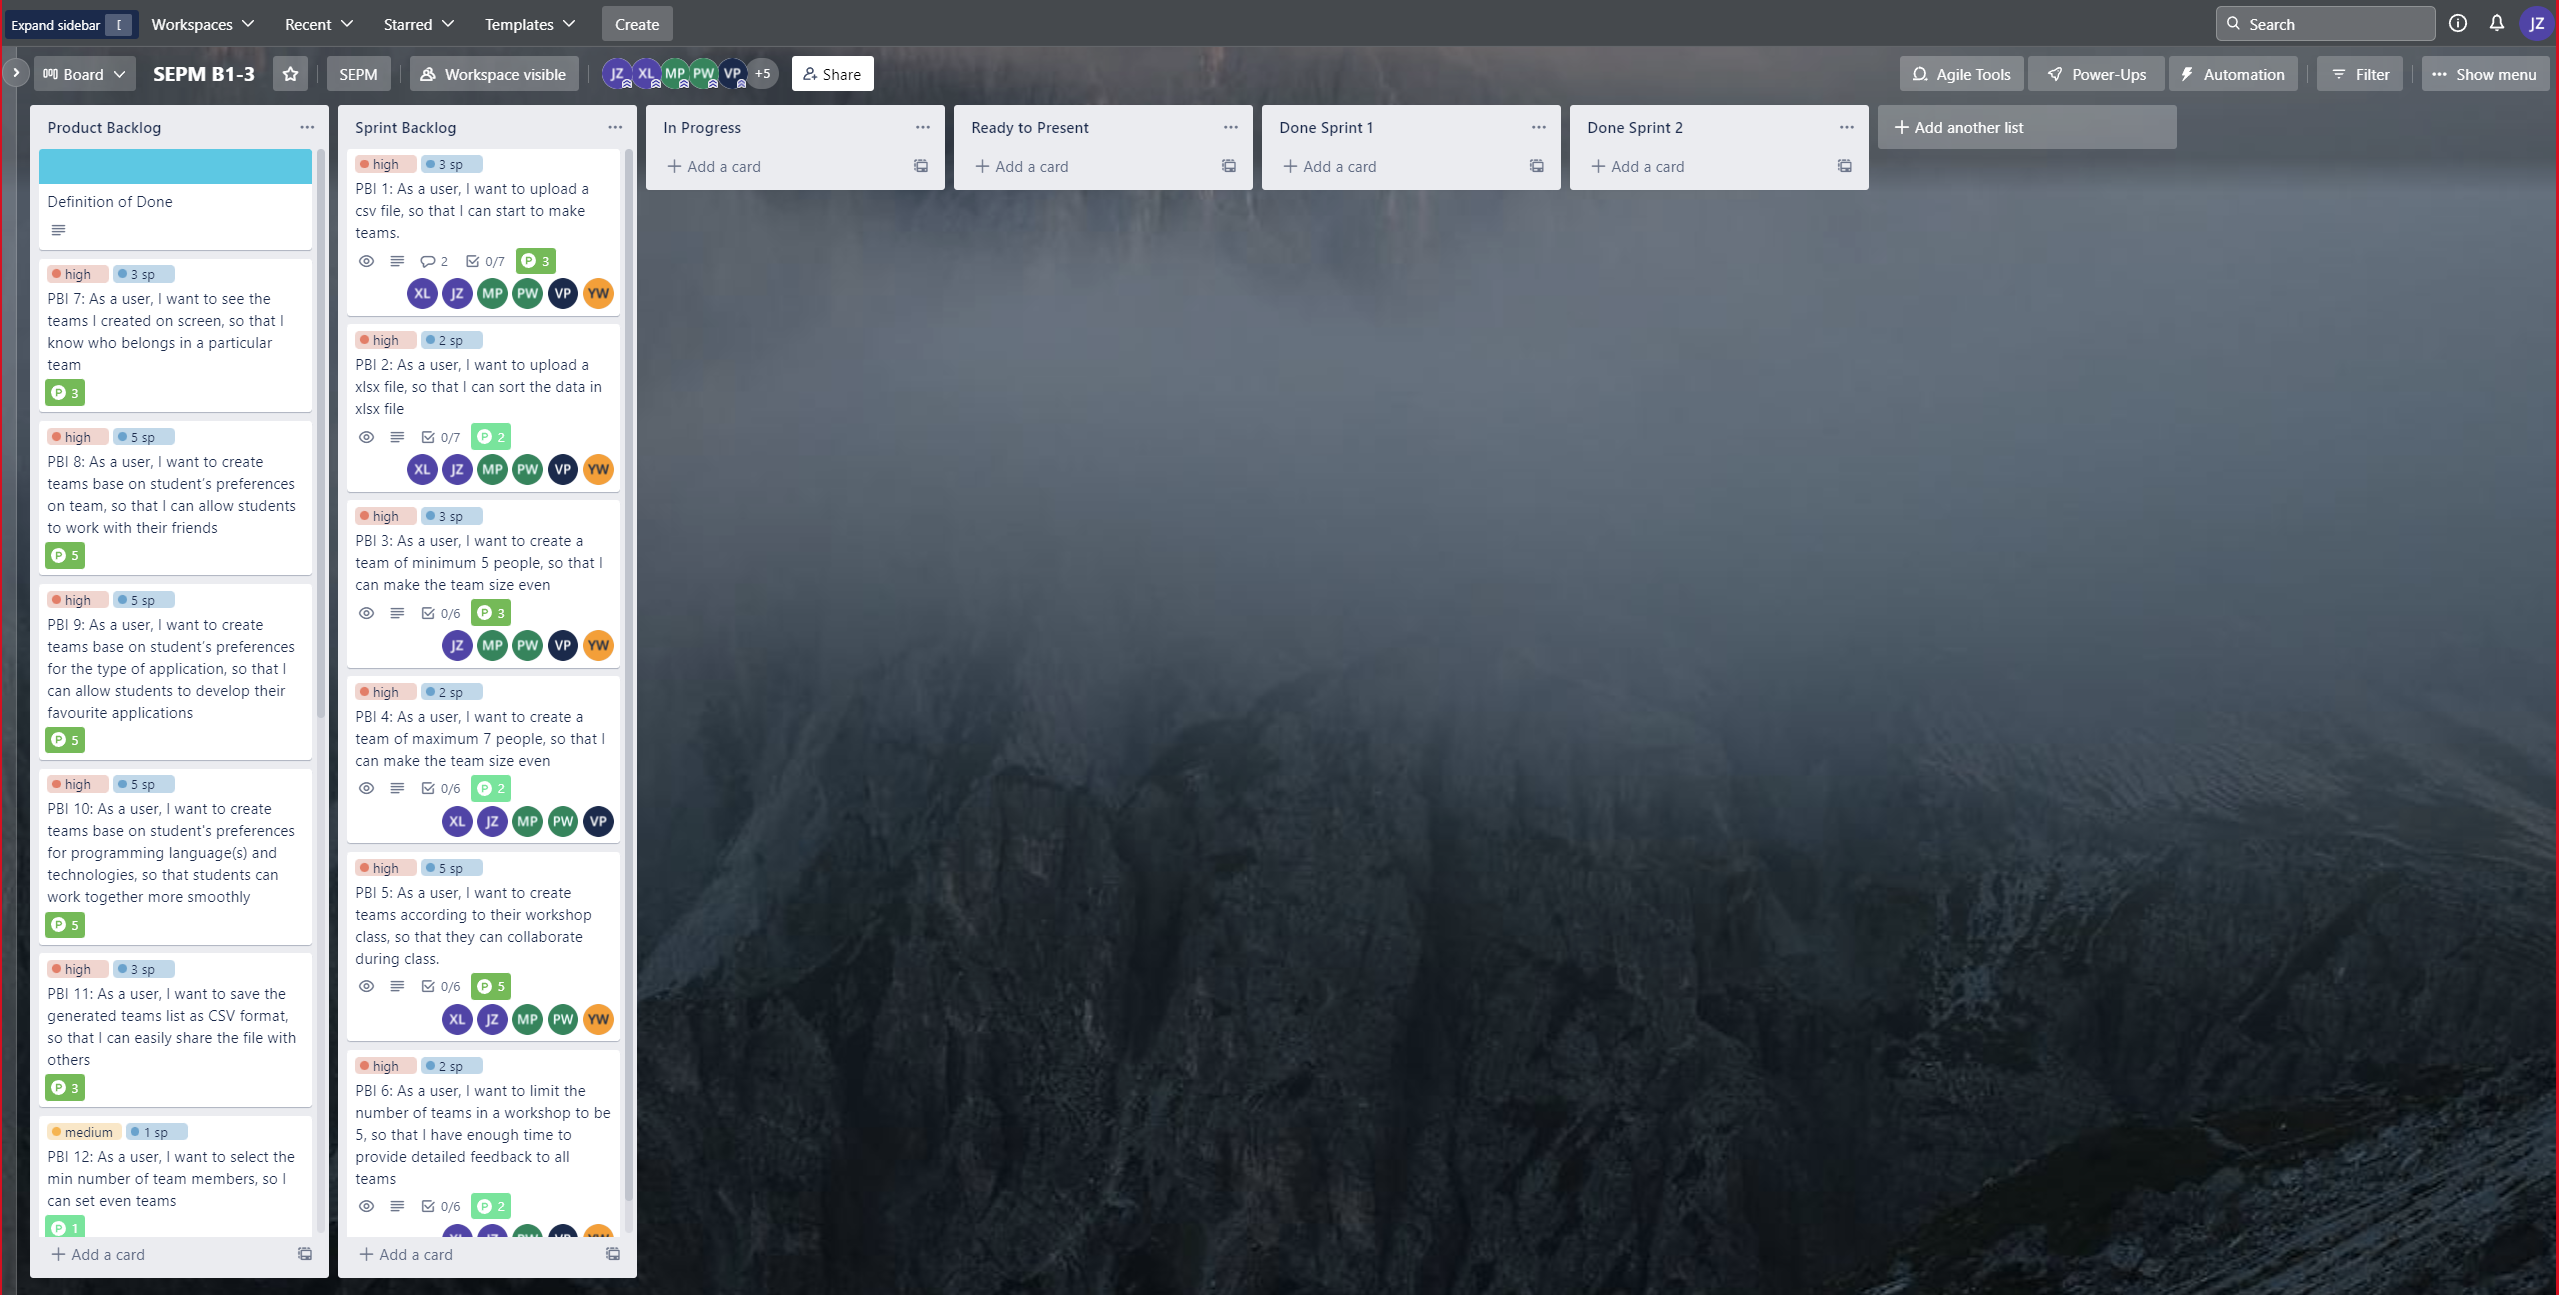 Expand sidebar [
Workspaces
Recent
Starred
Templates
Create
Search
JZ
Board
SEPM B1-3
SEPM
Workspace visible
JZ XL MP PW VP +5
Share
Agile Tools
Power-Ups
Automation
Filter
Show menu
Product Backlog
Definition of Done
high 3 sp
PBI 7: As a user, I want to see the
teams I created on screen, so that I
know who belongs in a particular
team
P 3
high 5 sp
PBI 8: As a user, I want to create
teams base on student's preferences
on team, so that I can allow students
to work with their friends
P 5
high 5 sp
PBI 9: As a user, I want to create
teams base on student's preferences
for the type of application, so that I
can allow students to develop their
favourite applications
P 5
high 5 sp
PBI 10: As a user, I want to create
teams base on student's preferences
for programming language(s) and
technologies, so that students can
work together more smoothly
P 5
high 3 sp
PBI 11: As a user, I want to save the
generated teams list as CSV format,
so that I can easily share the file with
others
P 3
medium 1 sp
PBI 12: As a user, I want to select the
min number of team members, so I
can set even teams
P 1
+ Add a card
Sprint Backlog
high 3 sp
PBI 1: As a user, I want to upload a
csv file, so that I can start to make
teams.
2 0/7 P 3
XL JZ MP PW VP YW
high 2 sp
PBI 2: As a user, I want to upload a
xlsx file, so that I can sort the data in
xlsx file
0/7 P 2
XL JZ MP PW VP YW
high 3 sp
PBI 3: As a user, I want to create a
team of minimum 5 people, so that I
can make the team size even
0/6 P 3
JZ MP PW VP YW
high 2 sp
PBI 4: As a user, I want to create a
team of maximum 7 people, so that I
can make the team size even
0/6 P 2
XL JZ MP PW VP
high 5 sp
PBI 5: As a user, I want to create
teams according to their workshop
class, so that they can collaborate
during class.
0/6 P 5
XL JZ MP PW YW
high 2 sp
PBI 6: As a user, I want to limit the
number of teams in a workshop to be
5, so that I have enough time to
provide detailed feedback to all
teams
0/6 P 2
XL JZ PW VP YW
+ Add a card
In Progress
+ Add a card
Ready to Present
+ Add a card
Done Sprint 1
+ Add a card
Done Sprint 2
+ Add a card
+ Add another list